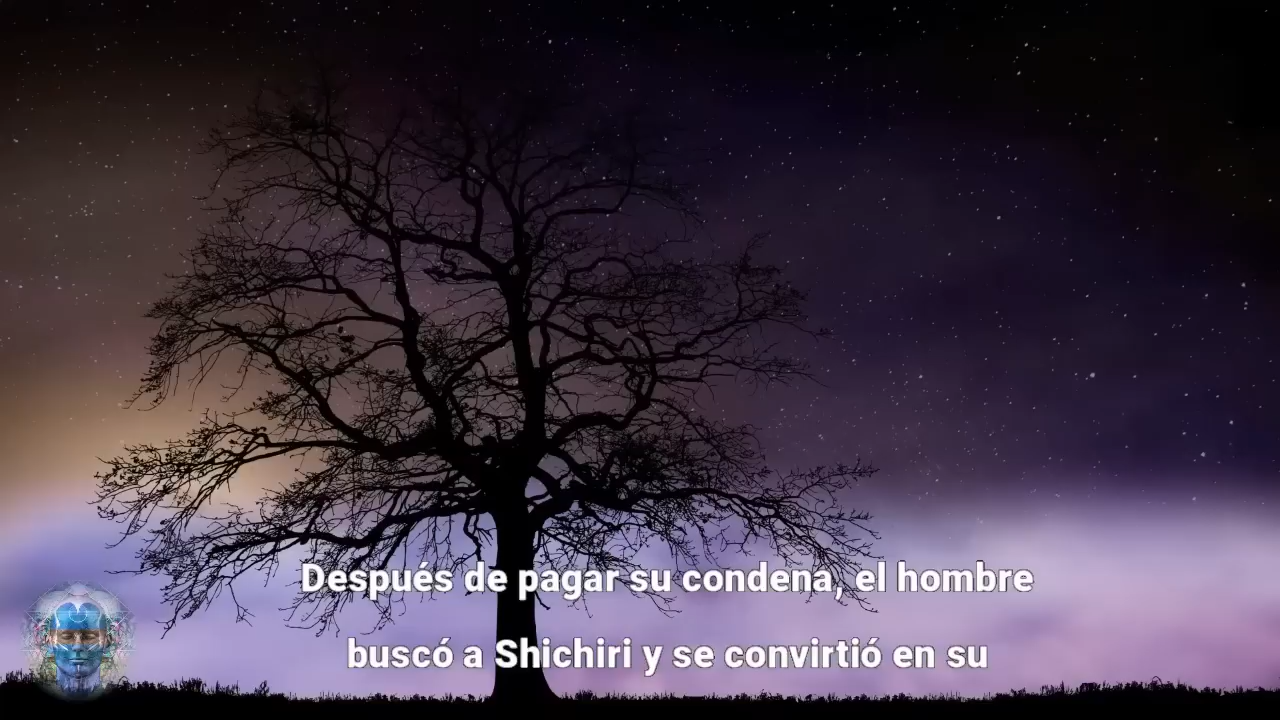 Después de pagar su condena, el hombre
buscó a Shichiri y se convirtió en su